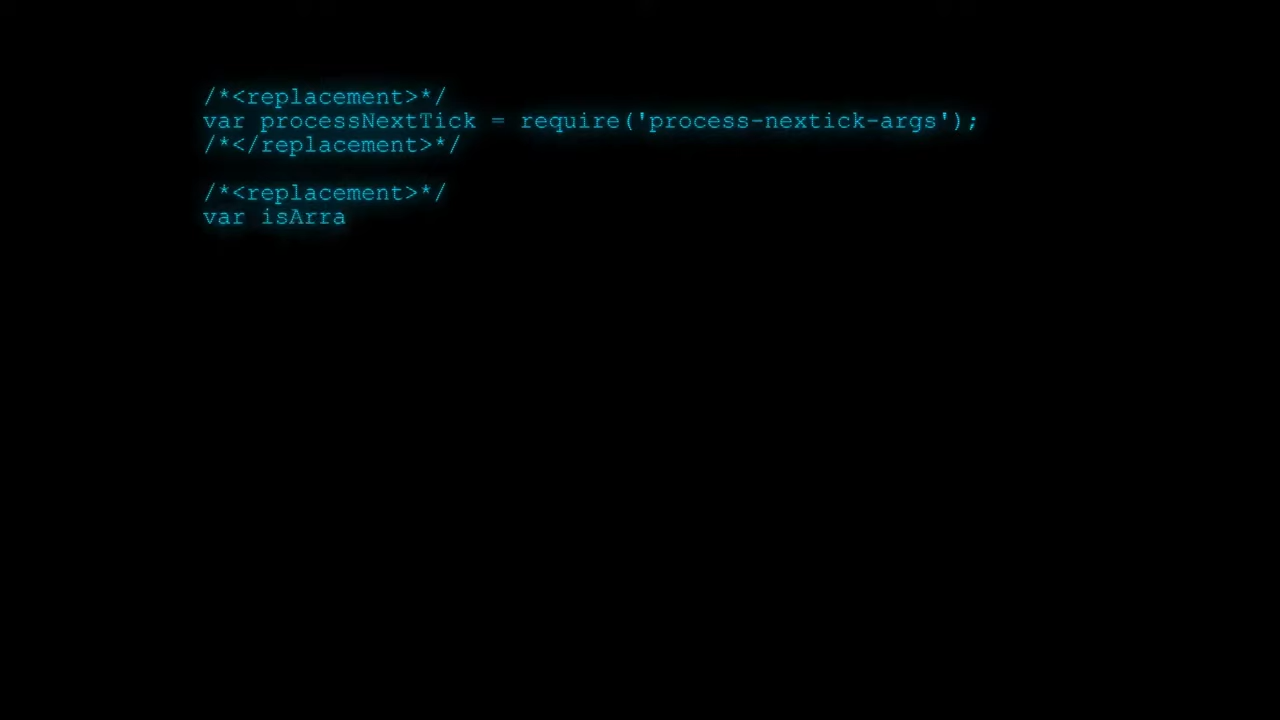 /*<replacement>*/
var processNextTick = require('process-nextick-args');
/*</replacement>*/
/*<replacement>*/
var isArra